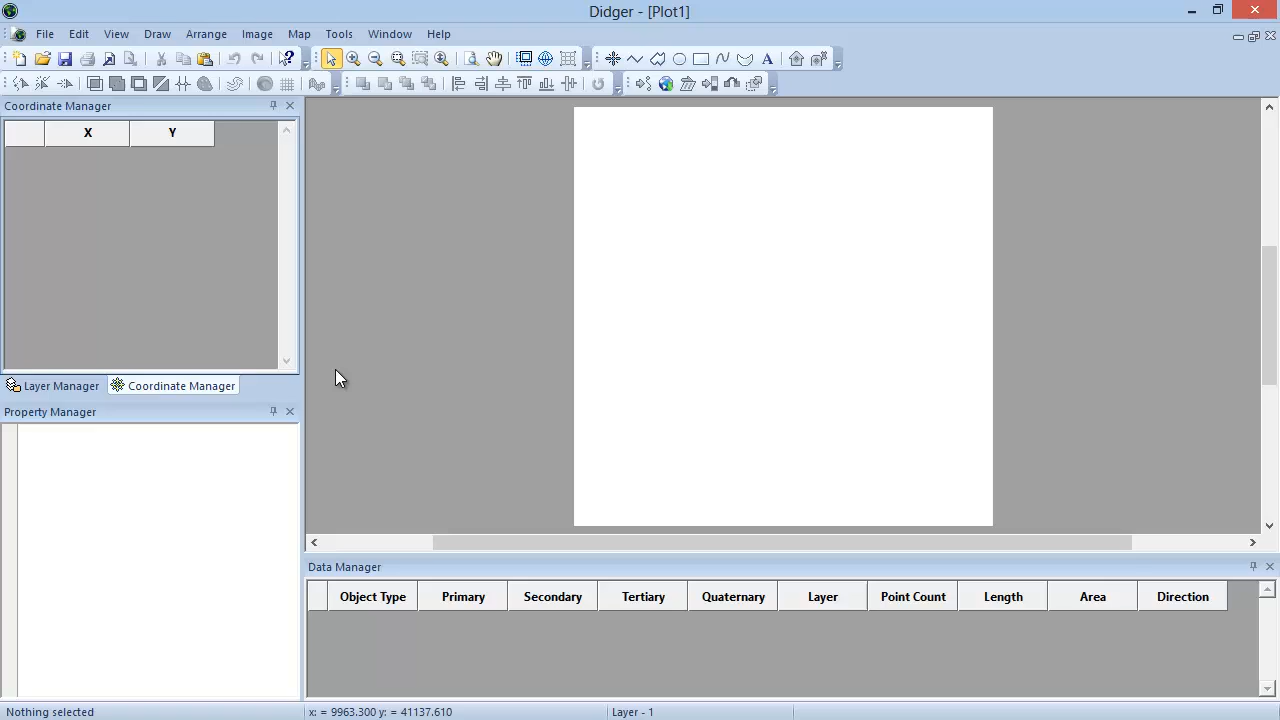 Didger - [Plot1]
File Edit View Draw Arrange Image Map Tools Window Help
Coordinate Manager
X Y
Layer Manager Coordinate Manager
Property Manager
Data Manager
Object Type Primary Secondary Tertiary Quaternary Layer Point Count Length Area Direction
Nothing selected x: = 9963.300 y: = 41137.610 Layer - 1